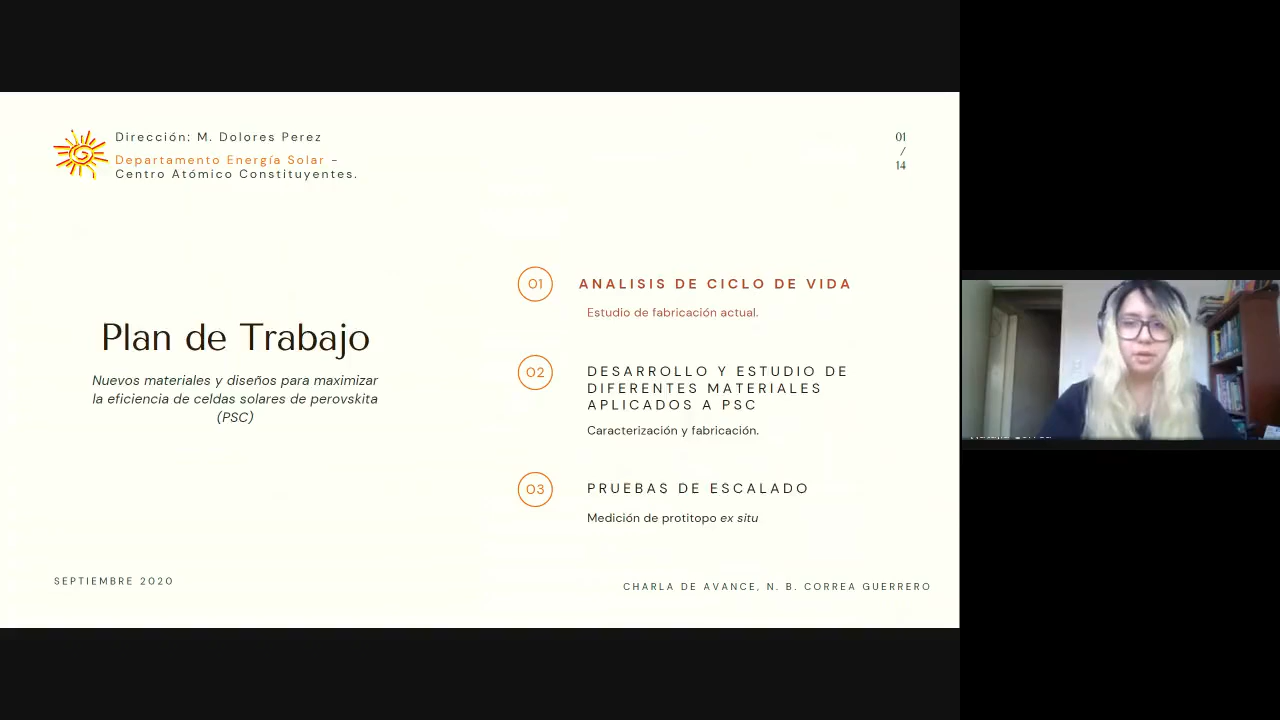 Dirección: M. Dolores Perez
Departamento Energía Solar -
Centro Atómico Constituyentes.
01
/
14
Plan de Trabajo
Nuevos materiales y diseños para maximizar
la eficiencia de celdas solares de perovskita
(PSC)
01
ANALISIS DE CICLO DE VIDA
Estudio de fabricación actual.
02
DESARROLLO Y ESTUDIO DE
DIFERENTES MATERIALES
APLICADOS A PSC
Caracterización y fabricación.
03
PRUEBAS DE ESCALADO
Medición de protitopo ex situ
SEPTIEMBRE 2020
CHARLA DE AVANCE, N. B. CORREA GUERRERO